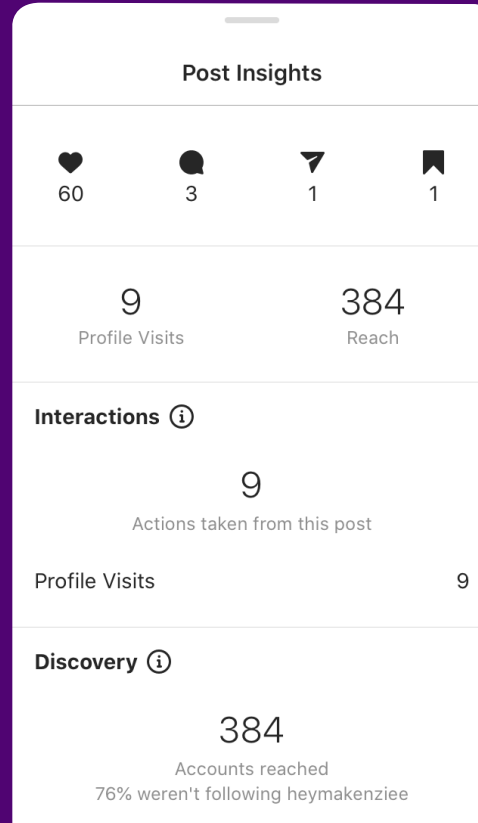 Post Insights
60 3 1 1
9 384
Profile Visits Reach
Interactions
9
Actions taken from this post
Profile Visits 9
Discovery
384
Accounts reached
76% weren't following heymakenziee